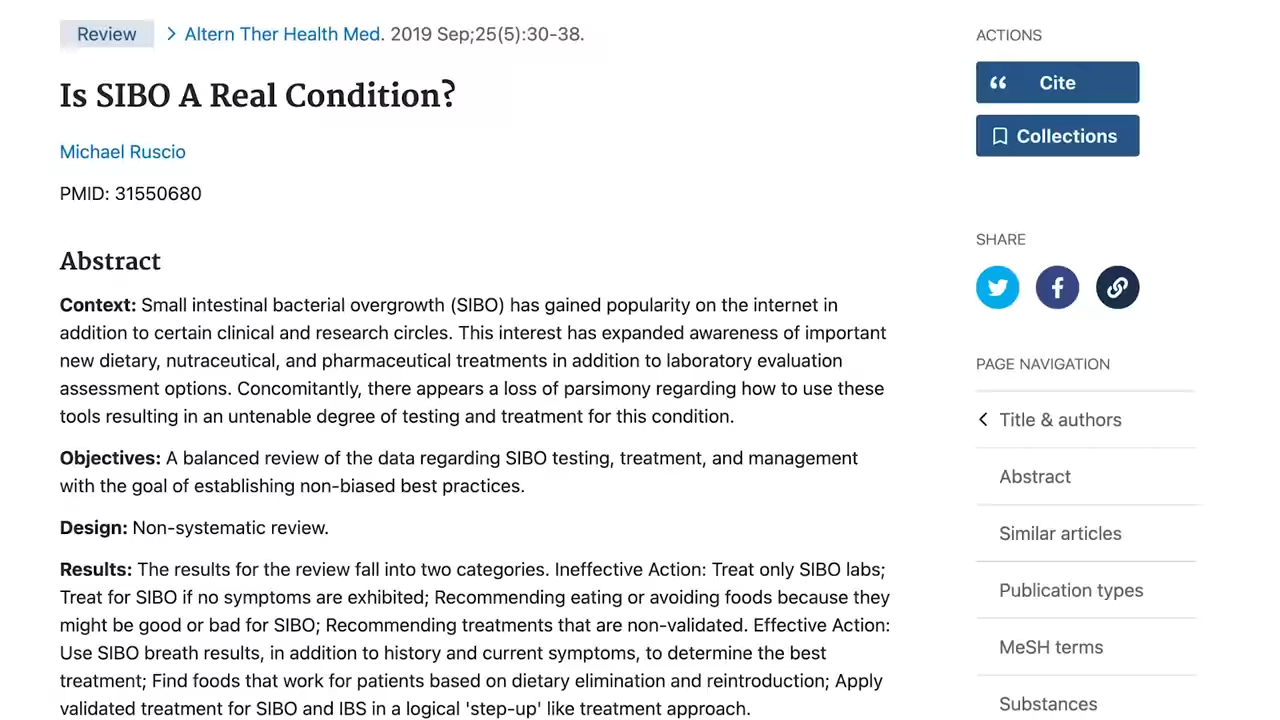 Review > Altern Ther Health Med. 2019 Sep;25(5):30-38.
Is SIBO A Real Condition?
Michael Ruscio
PMID: 31550680
Abstract
Context: Small intestinal bacterial overgrowth (SIBO) has gained popularity on the internet in
addition to certain clinical and research circles. This interest has expanded awareness of important
new dietary, nutraceutical, and pharmaceutical treatments in addition to laboratory evaluation
assessment options. Concomitantly, there appears a loss of parsimony regarding how to use these
tools resulting in an untenable degree of testing and treatment for this condition.
Objectives: A balanced review of the data regarding SIBO testing, treatment, and management
with the goal of establishing non-biased best practices.
Design: Non-systematic review.
Results: The results for the review fall into two categories. Ineffective Action: Treat only SIBO labs;
Treat for SIBO if no symptoms are exhibited; Recommending eating or avoiding foods because they
might be good or bad for SIBO; Recommending treatments that are non-validated. Effective Action:
Use SIBO breath results, in addition to history and current symptoms, to determine the best
treatment; Find foods that work for patients based on dietary elimination and reintroduction; Apply
validated treatment for SIBO and IBS in a logical 'step-up' like treatment approach.
ACTIONS
Cite
Collections
SHARE
PAGE NAVIGATION
Title & authors
Abstract
Similar articles
Publication types
MeSH terms
Substances